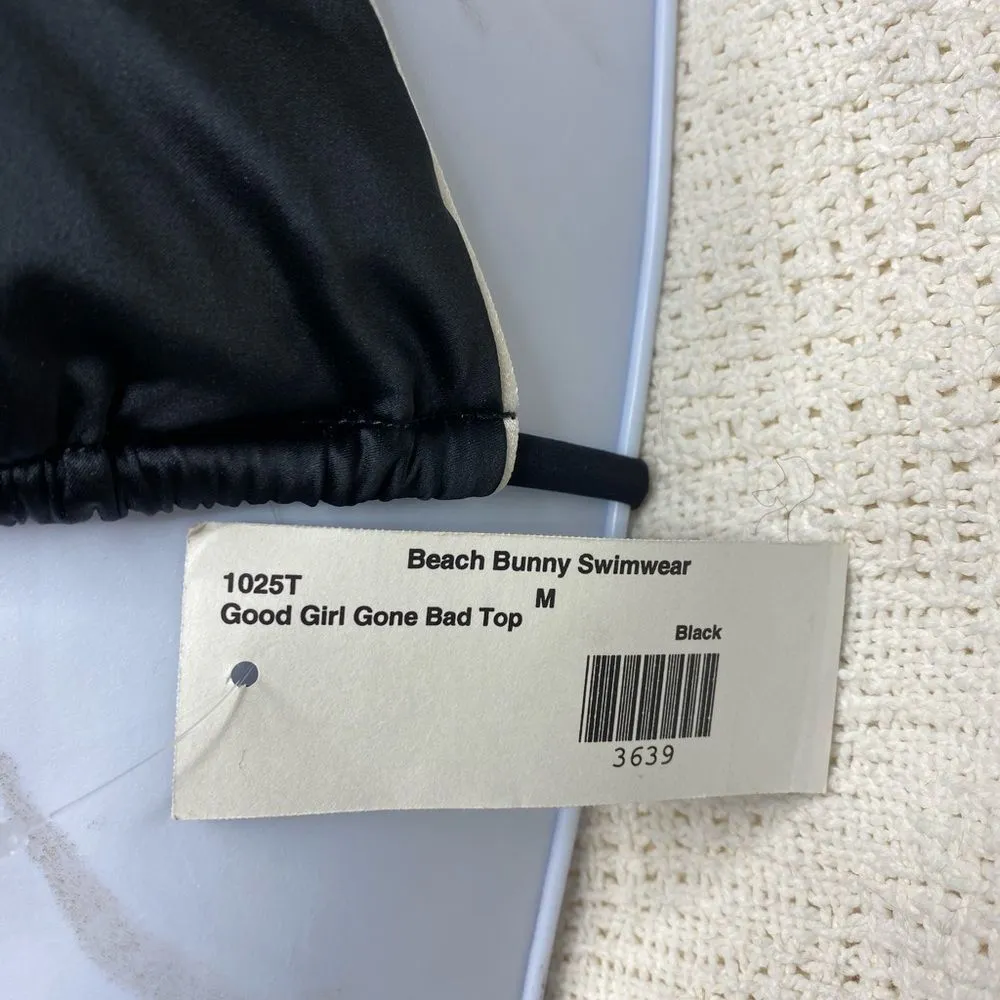 Beach Bunny Swimwear
1025T
M
Good Girl Gone Bad Top
Black
3639